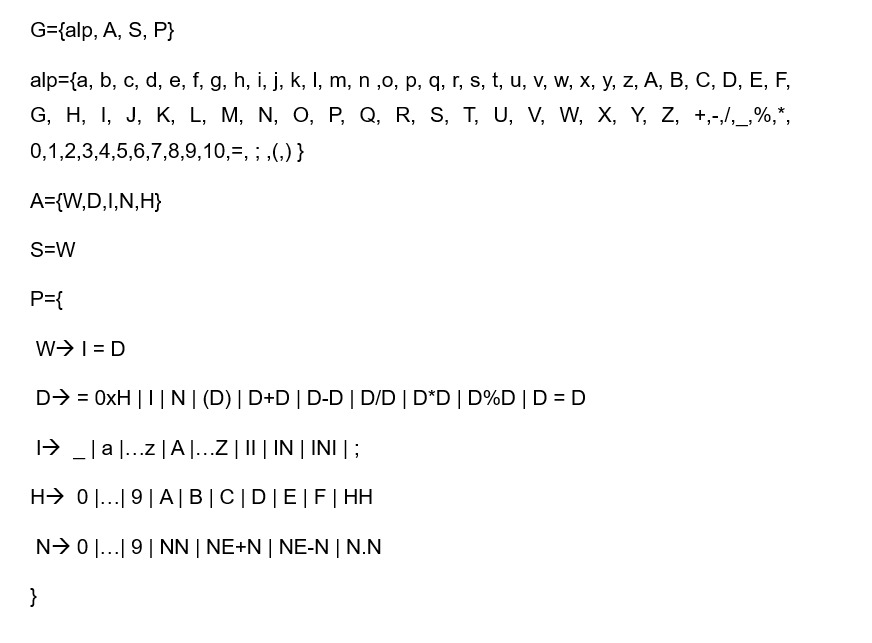 G={alp, A, S, P}
alp={a, b, c, d, e, f, g, h, i, j, k, l, m, n ,o, p, q, r, s, t, u, v, w, x, y, z, A, B, C, D, E, F,
G, H, I, J, K, L, M, N, O, P, Q, R, S, T, U, V, W, X, Y, Z, +,-,/,_,%,*,
0,1,2,3,4,5,6,7,8,9,10,=, ; ,(,) }
A={W,D,I,N,H}
S=W
P={
W→ I = D
D→ = 0xH | I | N | (D) | D+D | D-D | D/D | D*D | D%D | D = D
I→ _ | a |…z | A |…Z | II | IN | INI | ;
H→ 0 |…| 9 | A | B | C | D | E | F | HH
N→ 0 |…| 9 | NN | NE+N | NE-N | N.N
}